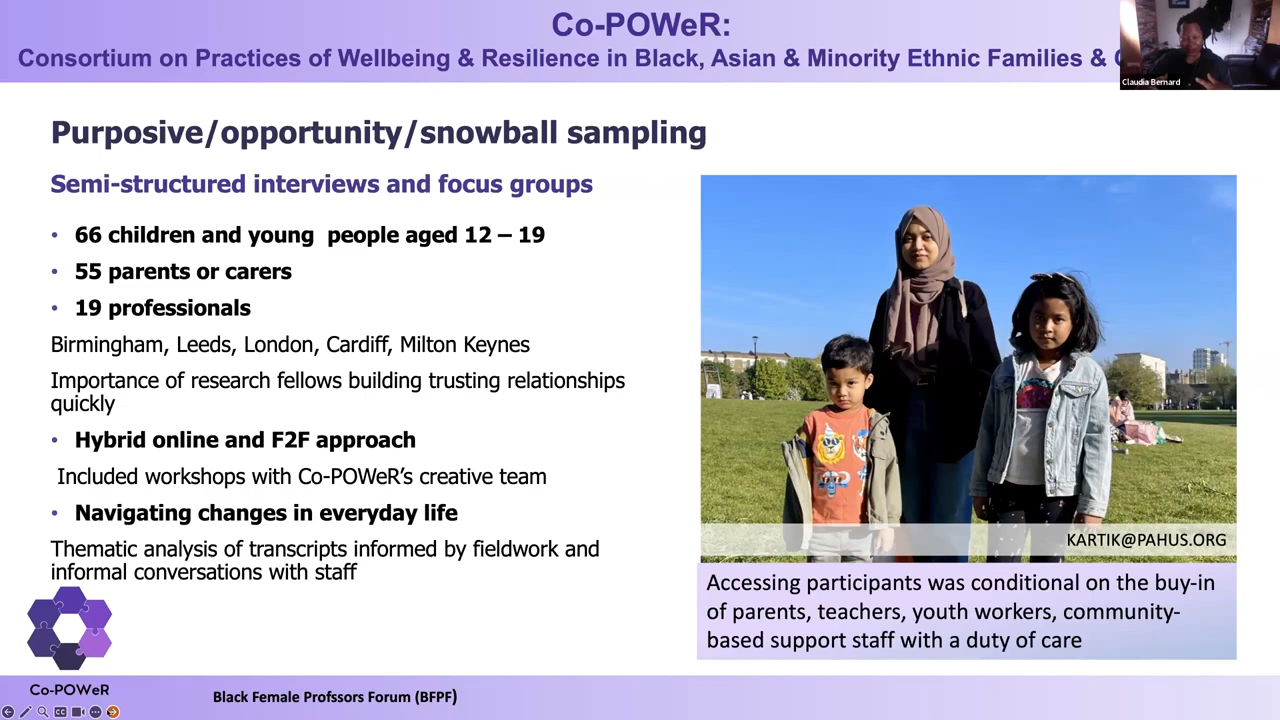 Co-POWeR:
Consortium on Practices of Wellbeing & Resilience in Black, Asian & Minority Ethnic Families &
Claudia Bernard
Purposive/opportunity/snowball sampling
Semi-structured interviews and focus groups
• 66 children and young  people aged 12 – 19
• 55 parents or carers
• 19 professionals
Birmingham, Leeds, London, Cardiff, Milton Keynes
Importance of research fellows building trusting relationships
quickly
• Hybrid online and F2F approach
Included workshops with Co-POWeR’s creative team
• Navigating changes in everyday life
Thematic analysis of transcripts informed by fieldwork and
informal conversations with staff
KARTIK@PAHUS.ORG
Accessing participants was conditional on the buy-in
of parents, teachers, youth workers, community-
based support staff with a duty of care
Co-POWeR
Black Female Profssors Forum (BFPF)
CC